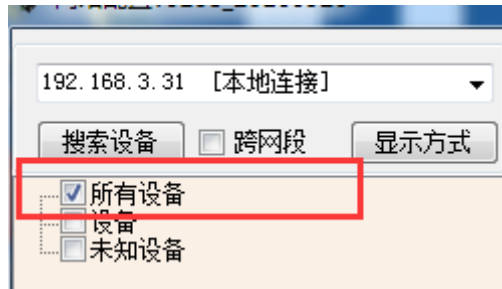 192.168.3.31 [本地连接]
搜索设备 跨网段 显示方式
所有设备
设备
未知设备